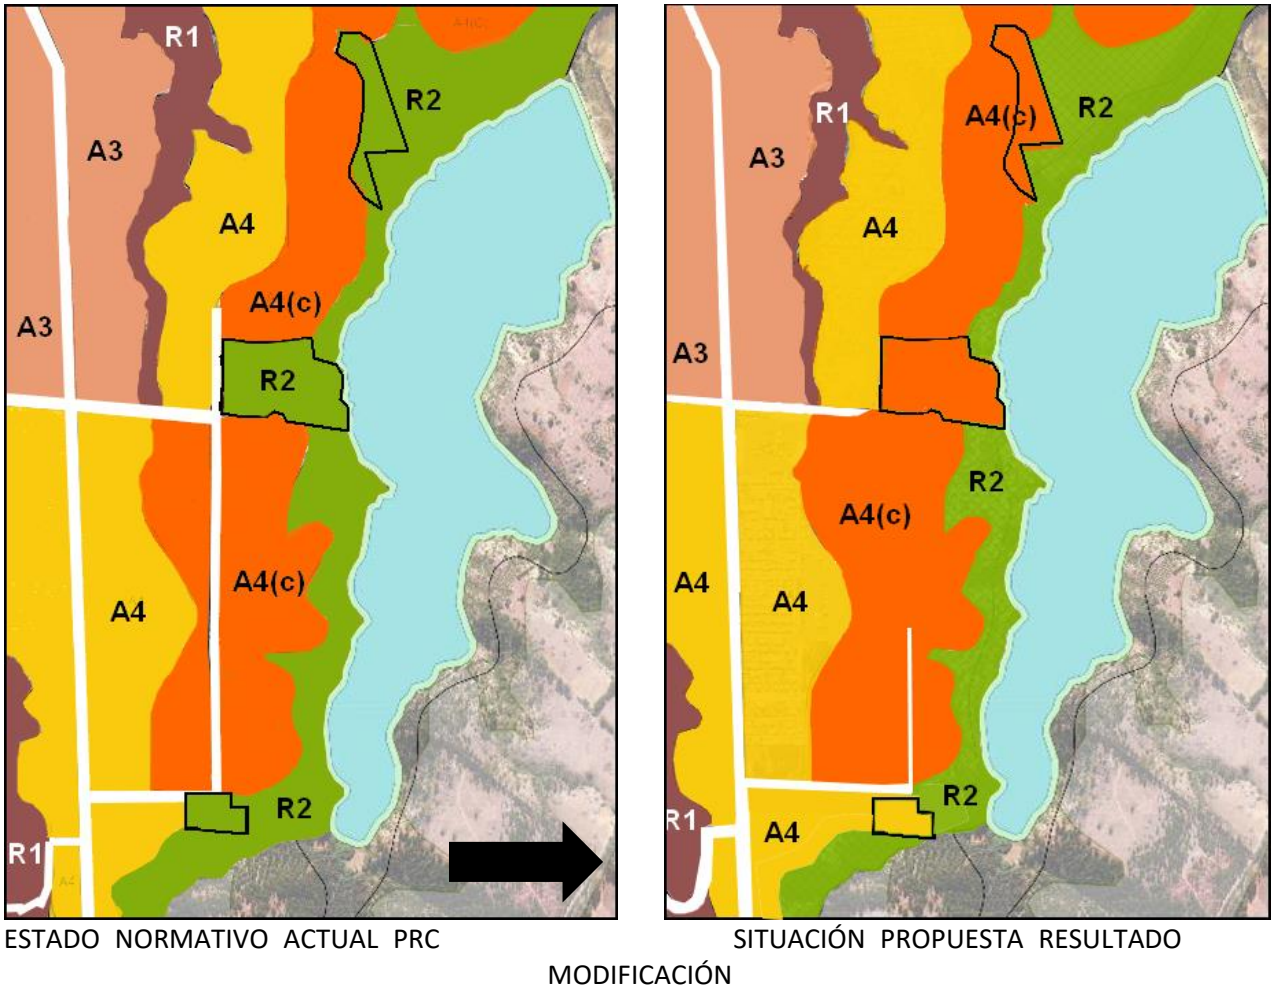 R1
R2
A3
A4
A3
A4(c)
R2
A4(c)
A4
R2
R1
A4
R1
A4(c)
R2
A3
A4
A3
R2
A4(c)
A4
A4
R2
R1
A4
ESTADO NORMATIVO ACTUAL PRC
SITUACIÓN PROPUESTA RESULTADO
MODIFICACIÓN